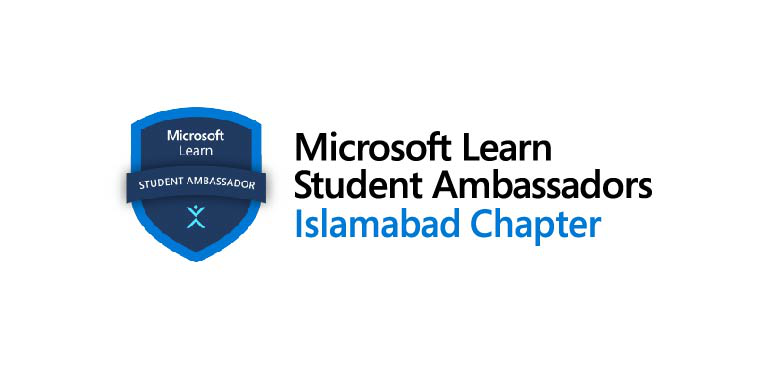 Microsoft
Learn
STUDENT AMBASSADOR
Microsoft Learn
Student Ambassadors
Islamabad Chapter